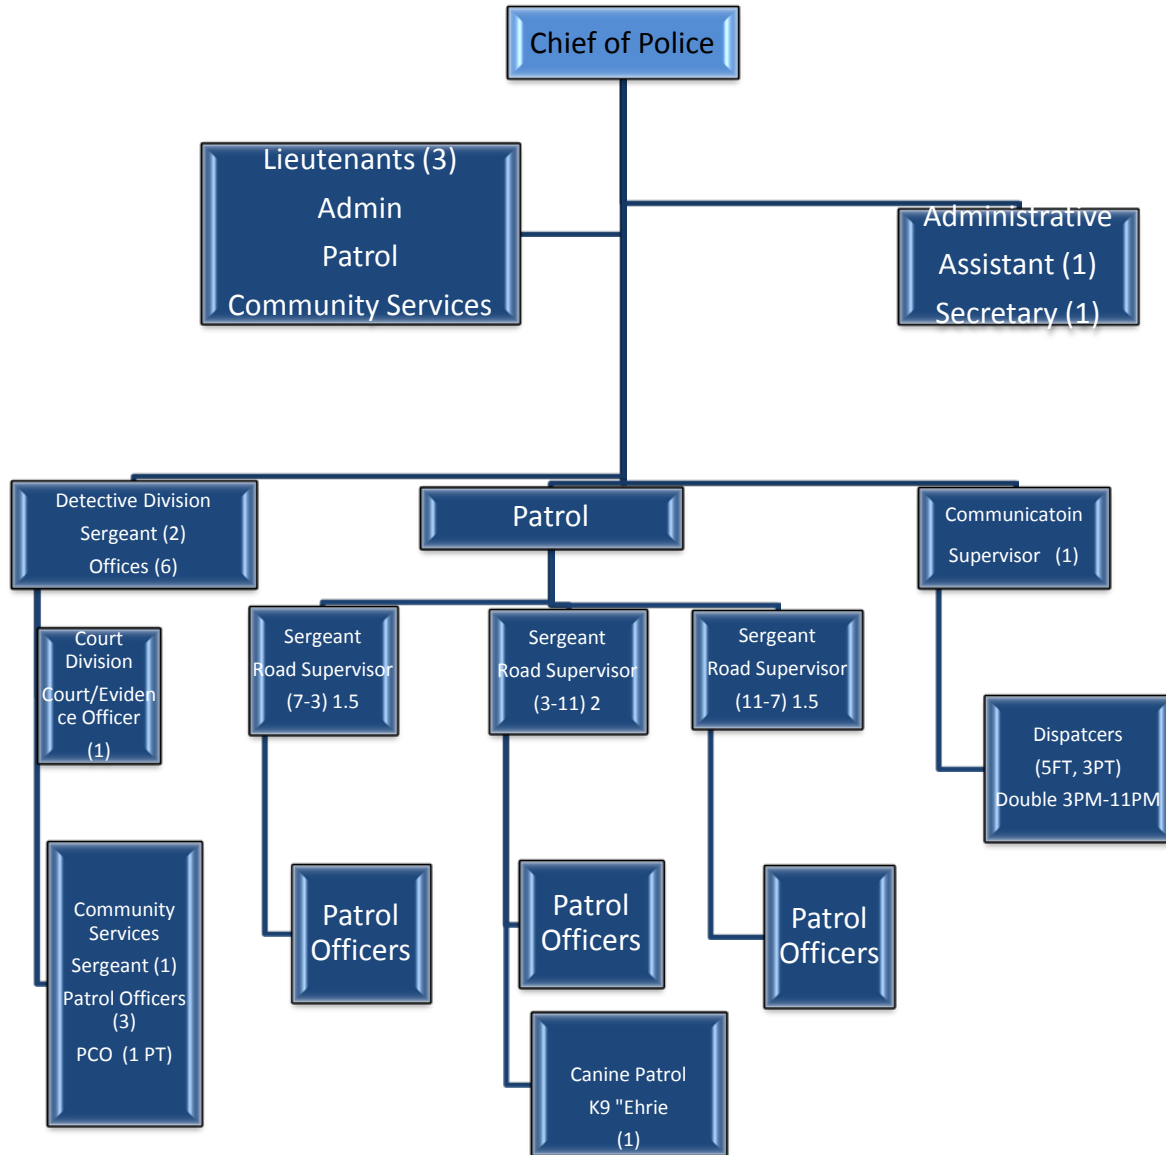 Chief of Police
Lieutenants (3)
Admin
Patrol
Community Services
Administrative
Assistant (1)
Secretary (1)
Detective Division
Sergeant (2)
Offices (6)
Patrol
Communicatoin
Supervisor (1)
Court
Division
Court/Eviden
ce Officer
(1)
Sergeant
Road Supervisor
(7-3) 1.5
Sergeant
Road Supervisor
(3-11) 2
Sergeant
Road Supervisor
(11-7) 1.5
Dispatcers
(5FT, 3PT)
Double 3PM-11PM
Community
Services
Sergeant (1)
Patrol Officers
(3)
PCO (1 PT)
Patrol
Officers
Patrol
Officers
Patrol
Officers
Canine Patrol
K9 "Ehrie
(1)